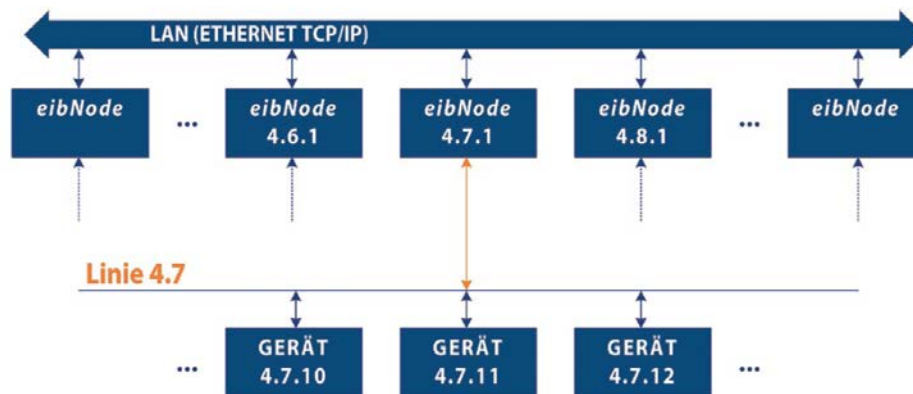 LAN (ETHERNET TCP/IP)
eibNode
... eibNode 4.6.1
eibNode 4.7.1
eibNode 4.8.1
... eibNode
Linie 4.7
... GERÄT 4.7.10
GERÄT 4.7.11
GERÄT 4.7.12 ...